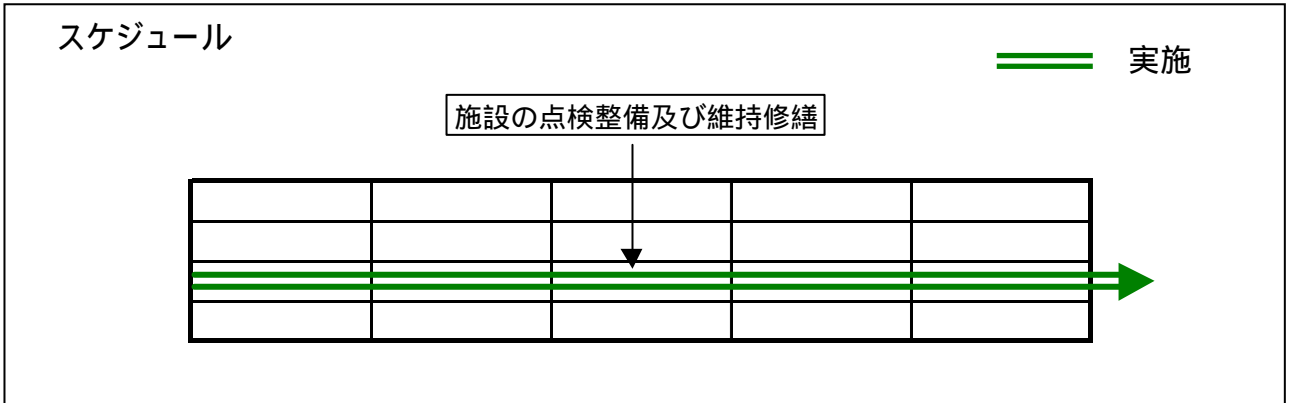 スケジュール
実施
施設の点検整備及び維持修繕